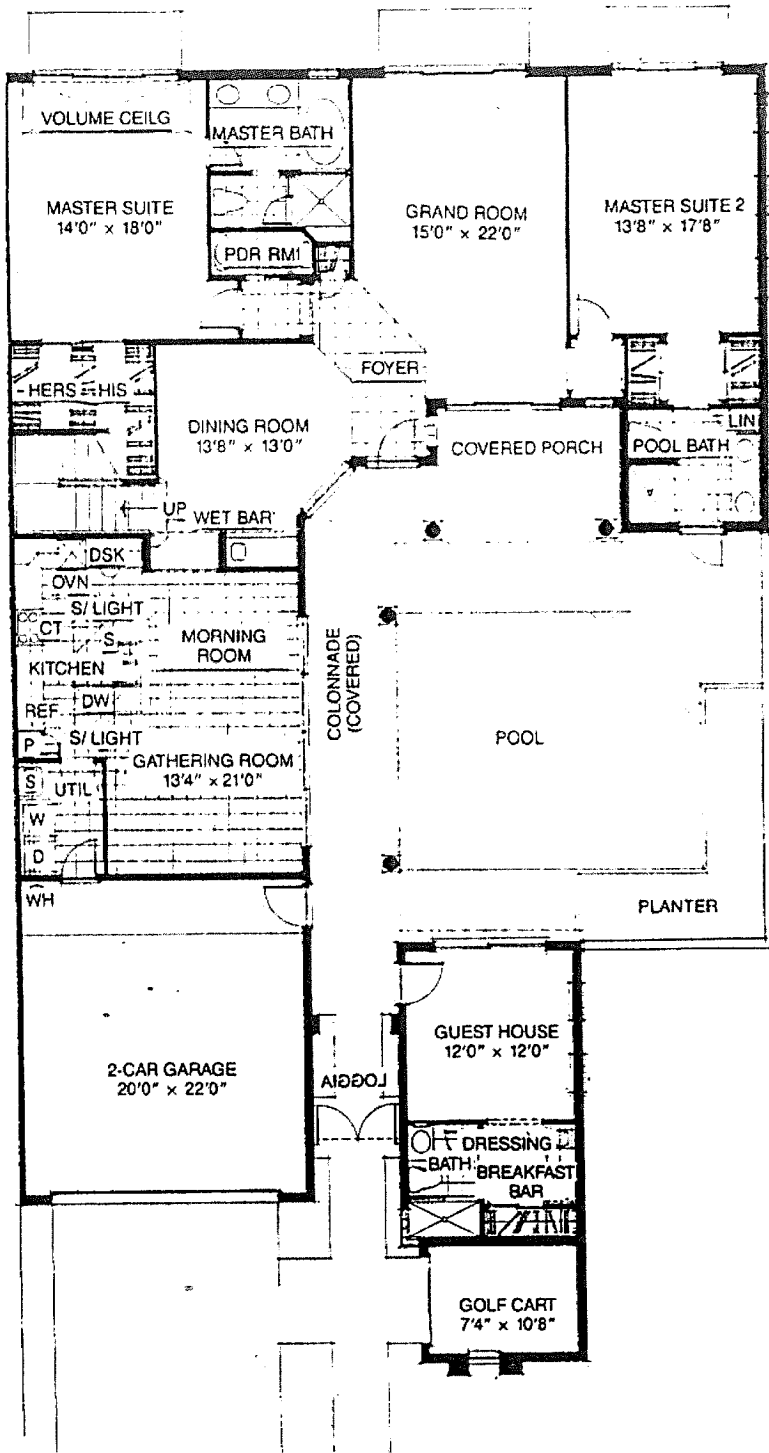 VOLUME CEILG
MASTER BATH
MASTER SUITE
14'0" x 18'0"
GRAND ROOM
15'0" x 22'0"
MASTER SUITE 2
13'8" x 17'8"
PDR RM1
FOYER
HERS HIS
DINING ROOM
13'8" x 13'0"
COVERED PORCH
LIN
POOL BATH
UP
WET BAR
DSK
OVN
S/LIGHT
CT
S
MORNING
ROOM
KITCHEN
DW
REF
P
S/LIGHT
GATHERING ROOM
13'4" x 21'0"
COLONNADE
(COVERED)
POOL
S
UTIL
W
D
WH
PLANTER
GUEST HOUSE
12'0" x 12'0"
2-CAR GARAGE
20'0" x 22'0"
LOGGIA
DRESSING
BATH
BREAKFAST
BAR
GOLF CART
7'4" x 10'8"